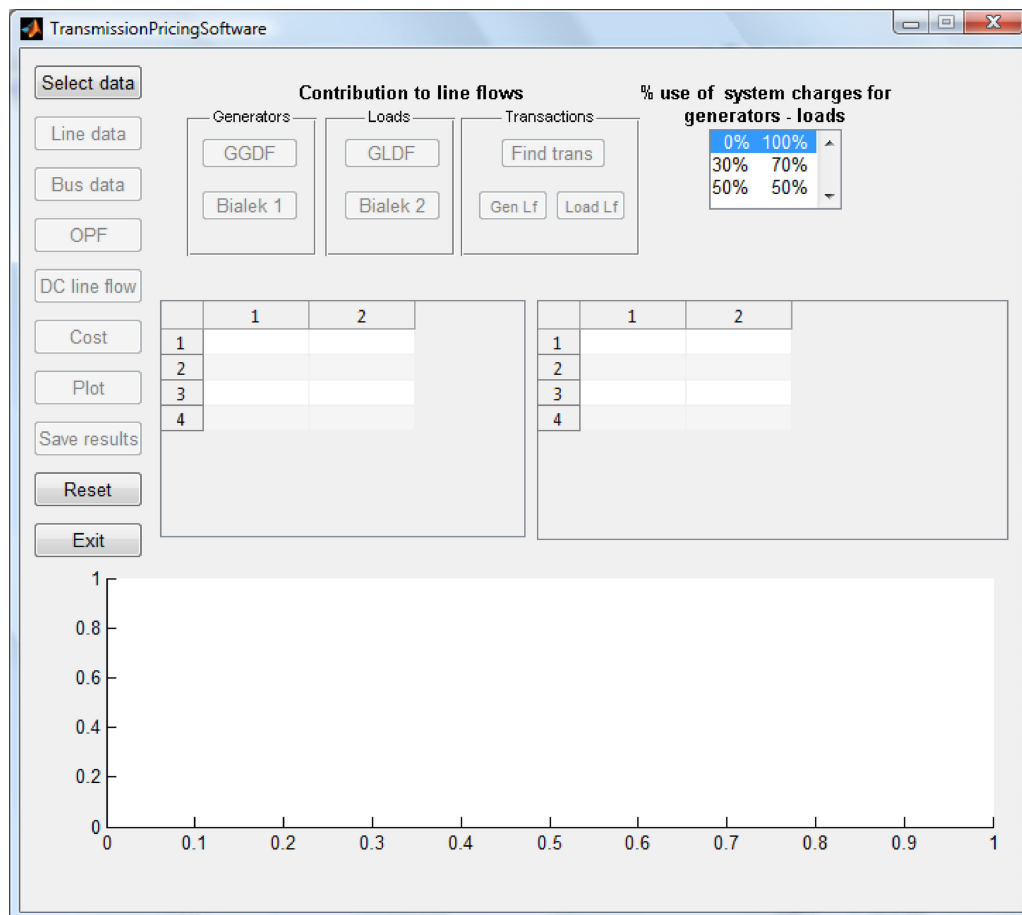 TransmissionPricingSoftware
Select data
Line data
Bus data
OPF
DC line flow
Cost
Plot
Save results
Reset
Exit
Contribution to line flows
Generators
GGDF
Bialek 1
Loads
GLDF
Bialek 2
Transactions
Find trans
Gen Lf Load Lf
% use of system charges for
generators - loads
0% 100%
30% 70%
50% 50%
1 2
1
2
3
4
1 2
1
2
3
4
1
0.8
0.6
0.4
0.2
0
0 0.1 0.2 0.3 0.4 0.5 0.6 0.7 0.8 0.9 1